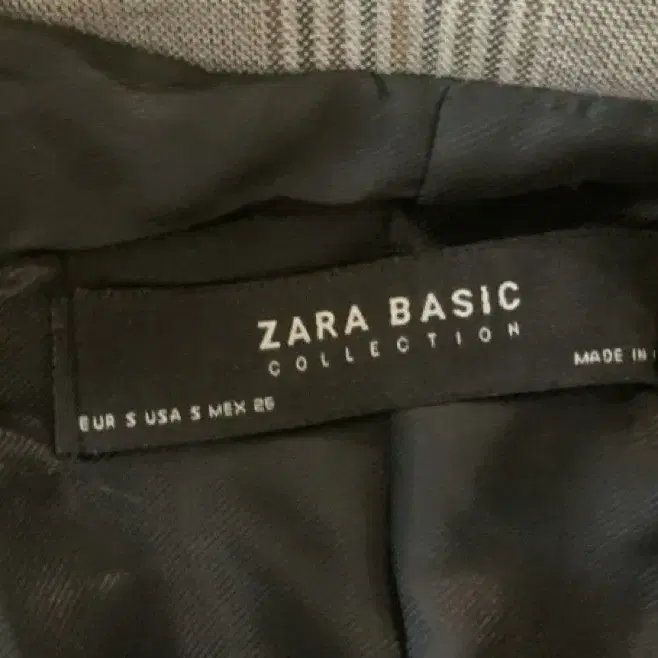 ZARA BASIC
COLLECTION
MADE IN
EUR S USA S MEX 26